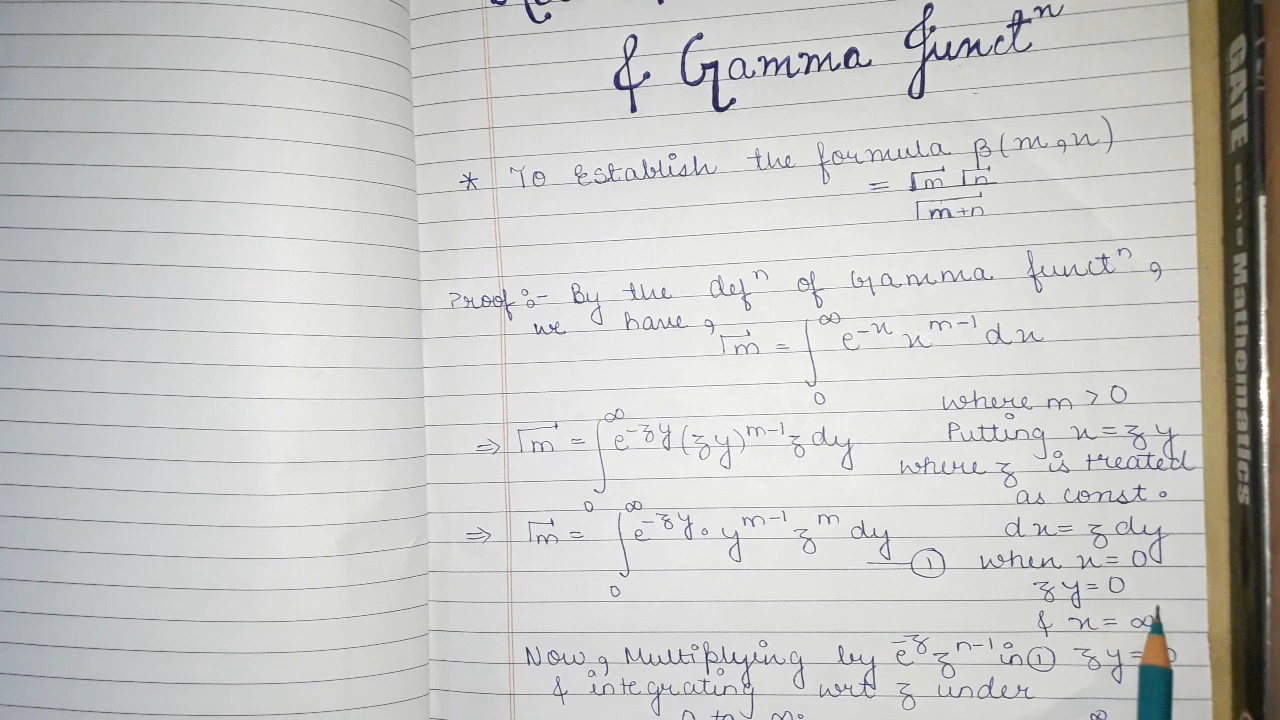 & Gamma functⁿ
* To Establish the formula β(m,n)
= Γm Γn
Γm+n
Proof :- By the defⁿ of Gamma functⁿ,
we have,
Γm = ∫₀^∞ e^-x x^m-1 dx
where m > 0
⇒ Γm = ∫₀^∞ e^-zy (zy)^m-1 z dy Putting x = zy
where z is treated
as const.
⇒ Γm = ∫₀^∞ e^-zy . y^m-1 z^m dy — ① dx = z dy
when x = 0
zy = 0
& x = ∞
Now, Multiplying by e^-z z^n-1 in ① zy =
& integrating wrt z under
GATE
Mathematics